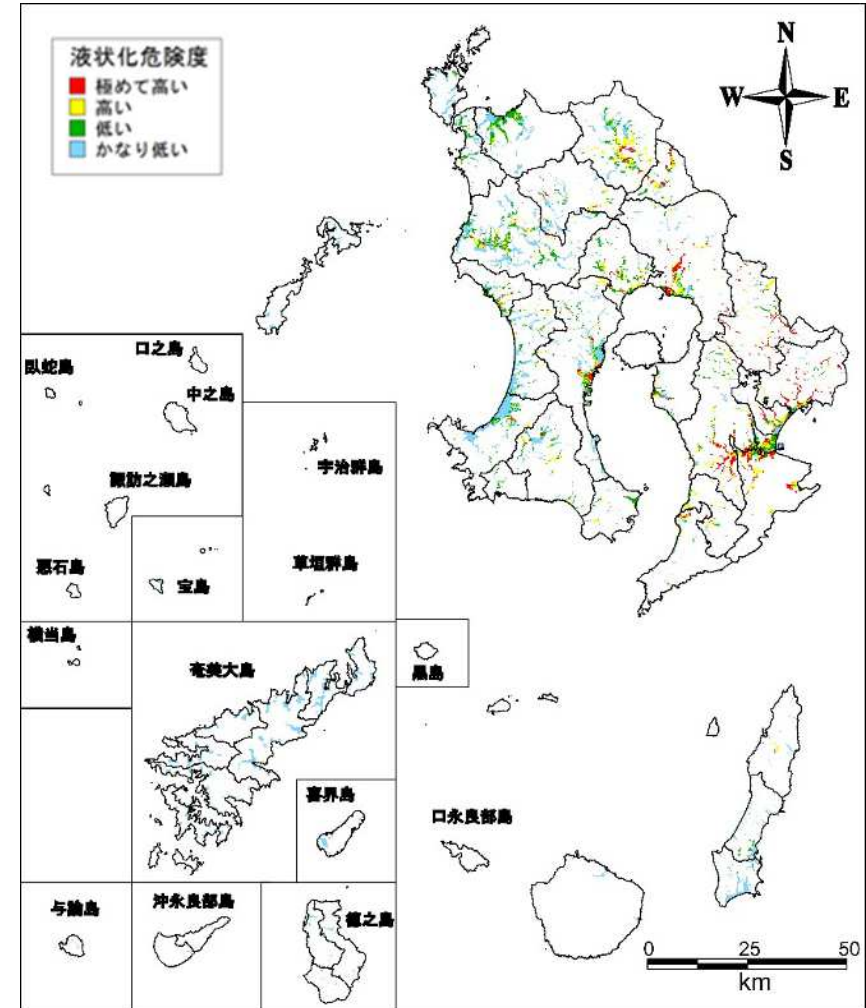 液状化危険度
極めて高い
高い
低い
かなり低い
N
W E
S
臥蛇島
口之島
中之島
諏訪之瀬島
悪石島
宝島
宇治群島
草垣群島
横当島
奄美大島
黒島
喜界島
口永良部島
与論島
沖永良部島
徳之島
0 25 50
km